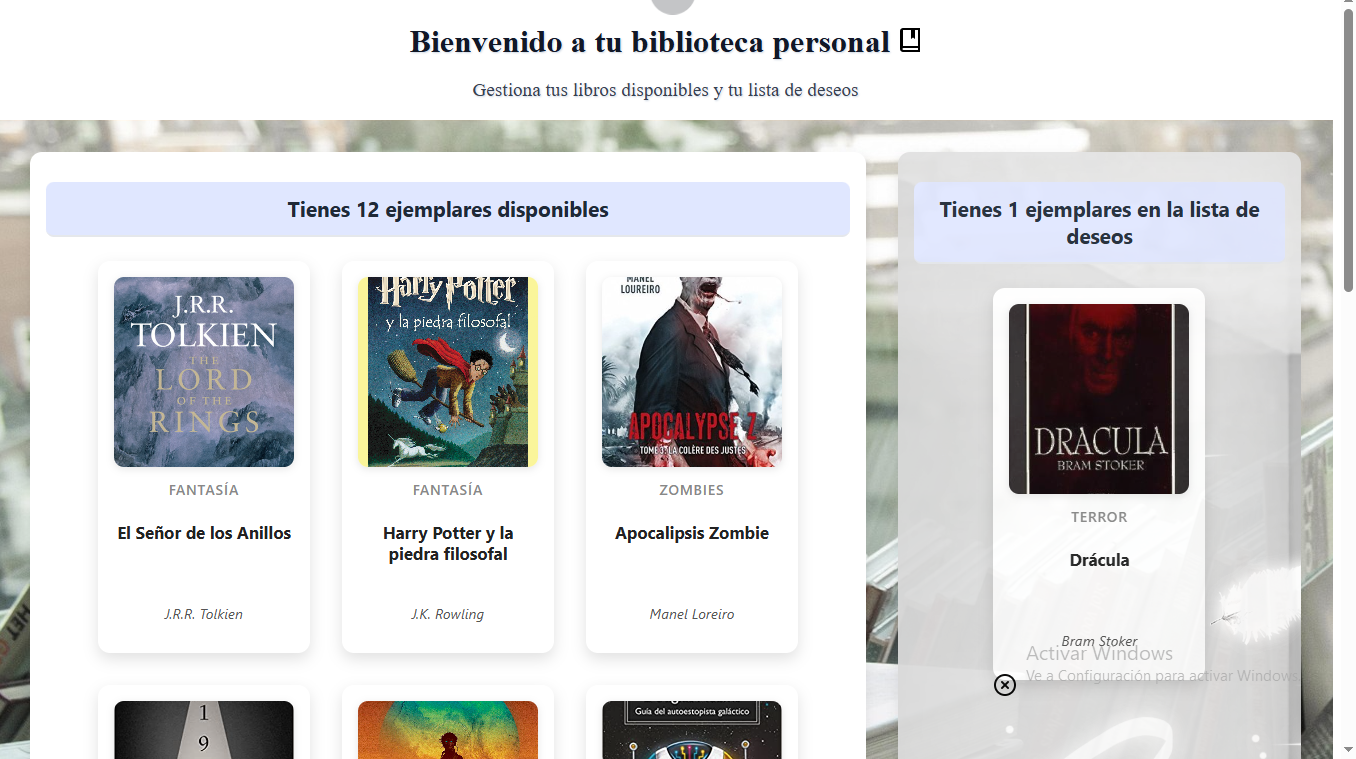 Bienvenido a tu biblioteca personal
Gestiona tus libros disponibles y tu lista de deseos
Tienes 12 ejemplares disponibles
J.R.R.
TOLKIEN
THE
LORD
OF THE
RINGS
FANTASÍA
El Señor de los Anillos
J.R.R. Tolkien
Harry Potter
y la piedra filosofal
FANTASÍA
Harry Potter y la
piedra filosofal
J.K. Rowling
MANEL
LOUREIRO
APOCALYPSE Z
TOME 3: LA COLÈRE DES JUSTES
ZOMBIES
Apocalipsis Zombie
Manel Loreiro
1
9
Guía del autoestopista galáctico
Tienes 1 ejemplares en la lista de
deseos
DRACULA
BRAM STOKER
TERROR
Drácula
Bram Stoker
Activar Windows
Ve a Configuración para activar Windows.